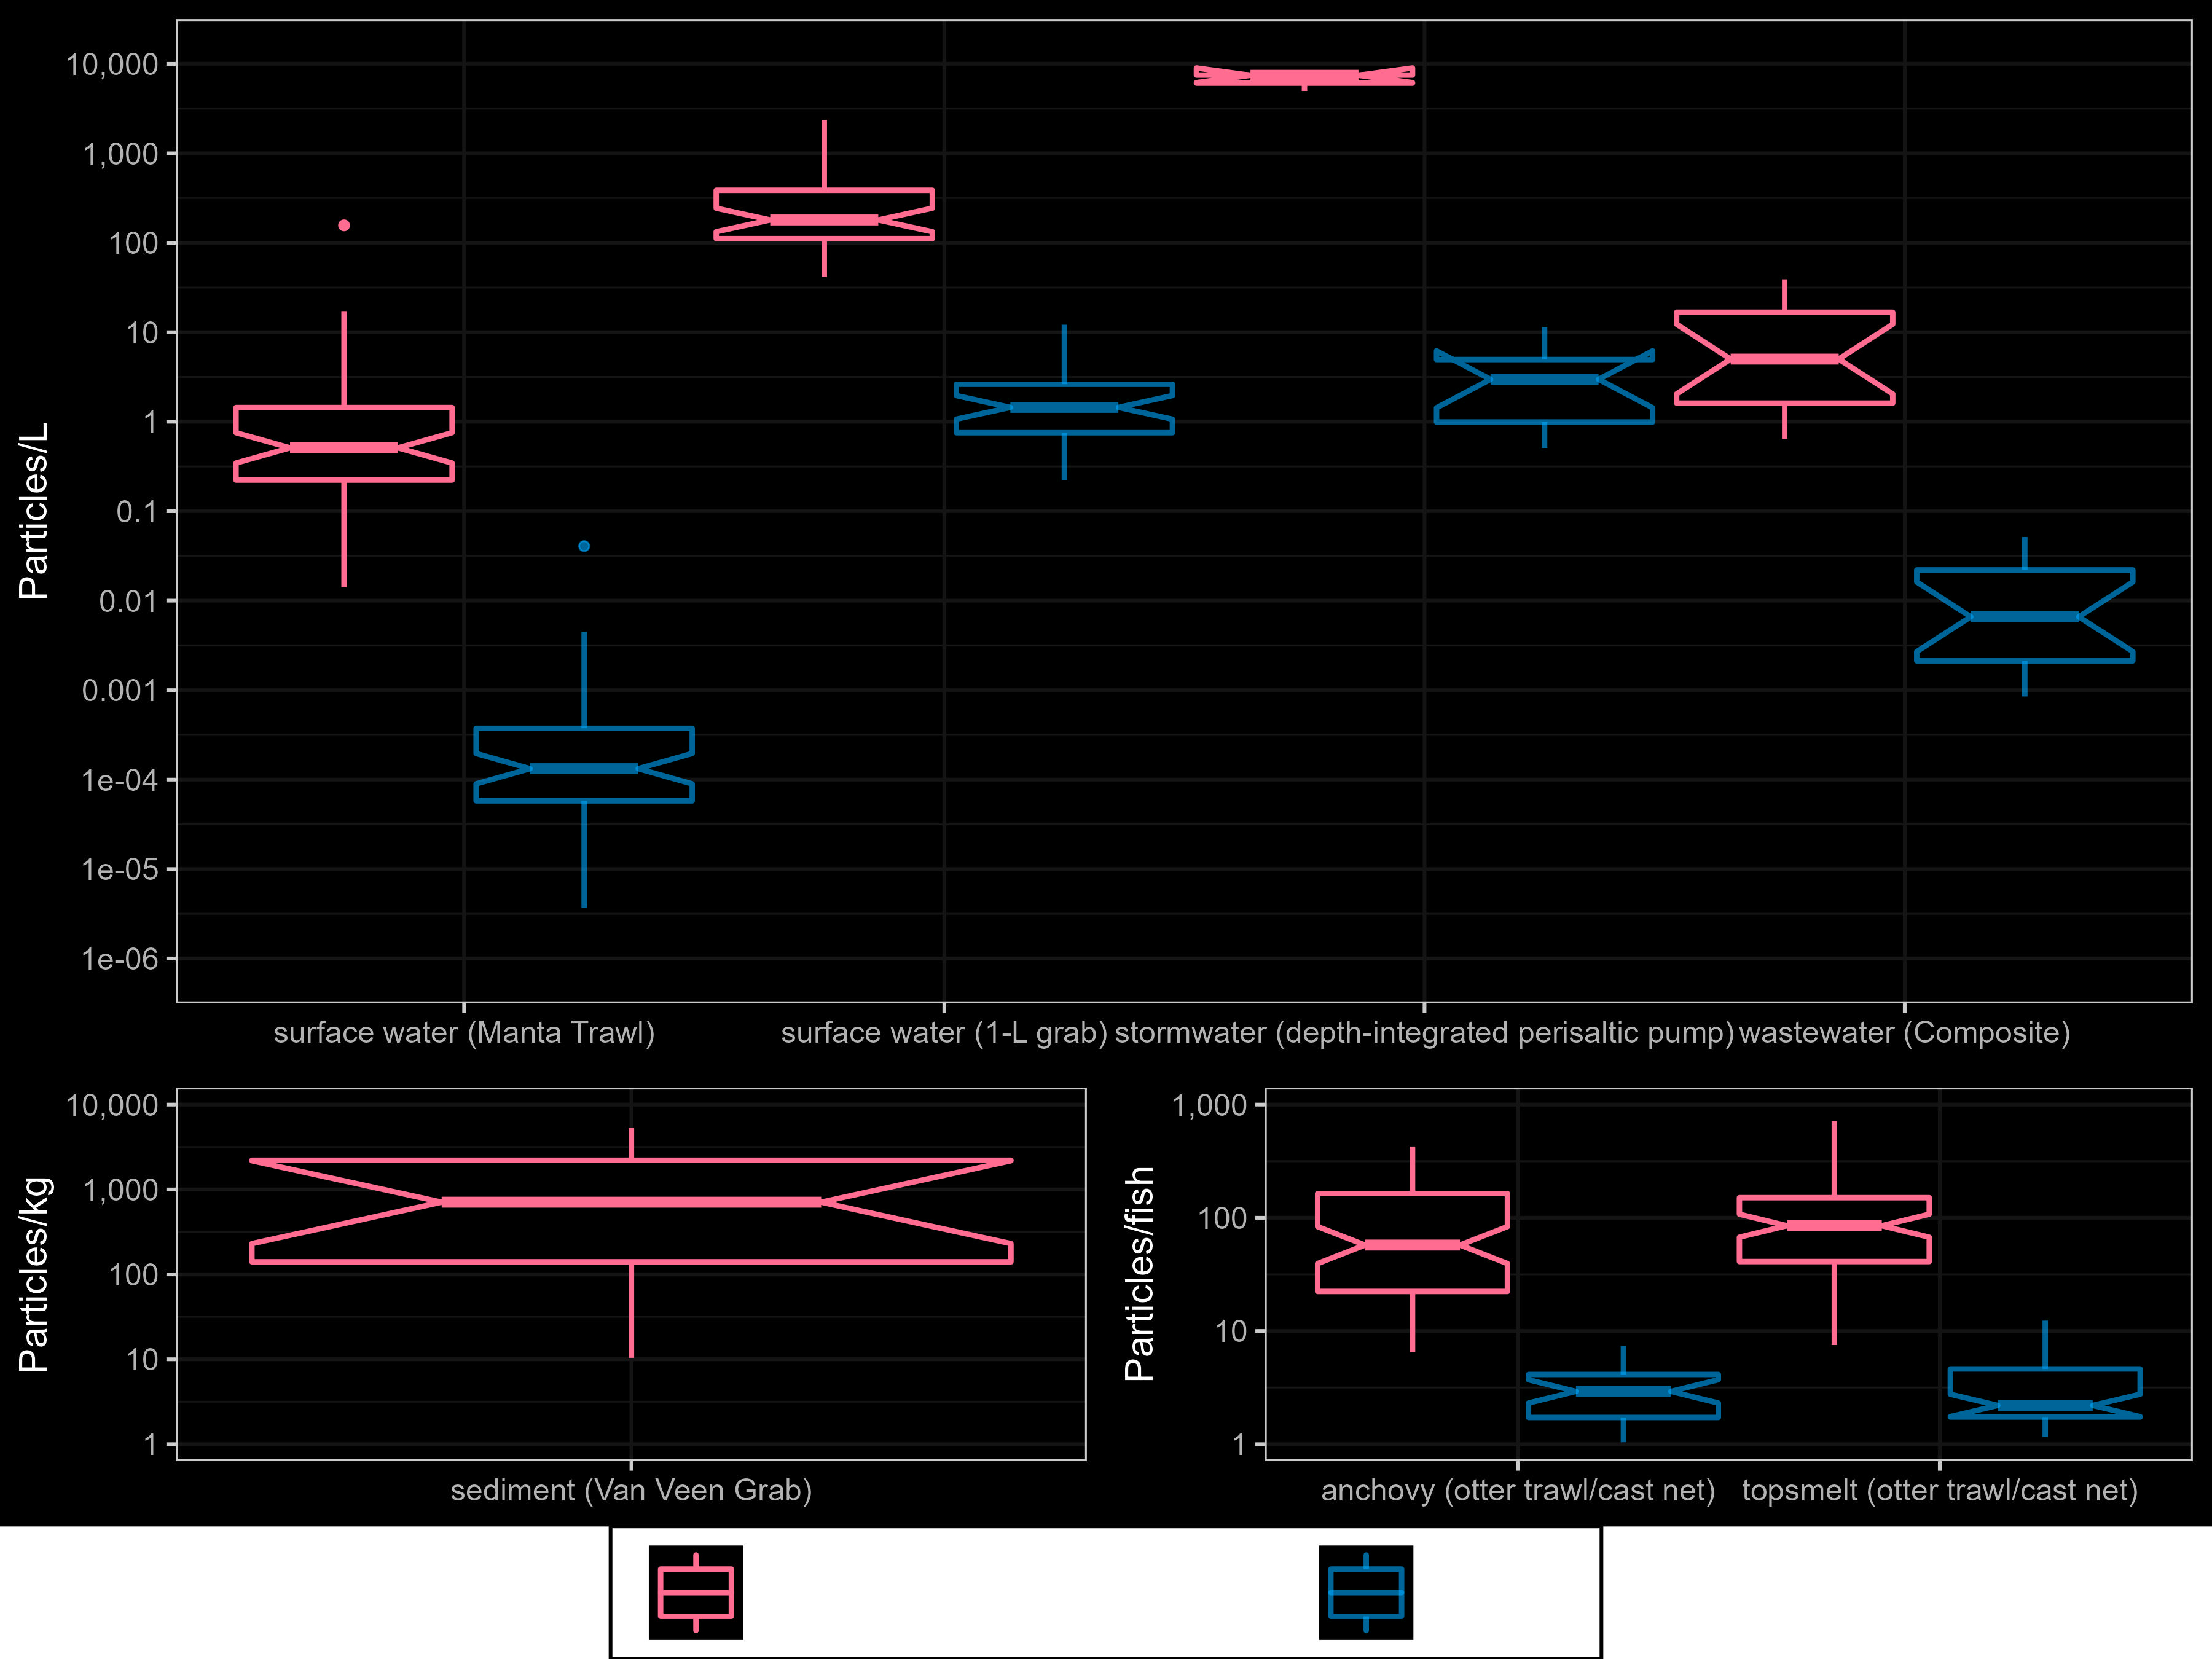 Particles/L
10,000
1,000
100
10
1
0.1
0.01
0.001
1e-04
1e-05
1e-06
surface water (Manta Trawl)
surface water (1-L grab)
stormwater (depth-integrated perisaltic pump)
wastewater (Composite)
Particles/kg
10,000
1,000
100
10
1
sediment (Van Veen Grab)
Particles/fish
1,000
100
10
1
anchovy (otter trawl/cast net)
topsmelt (otter trawl/cast net)